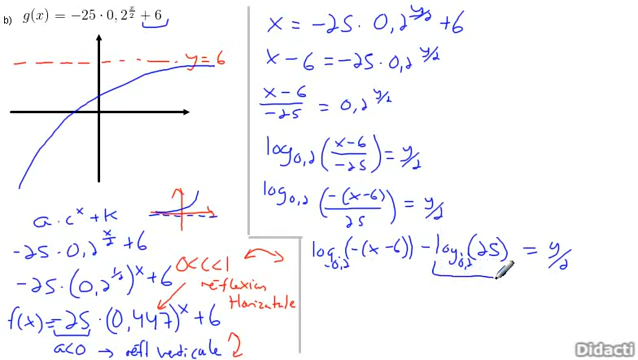 b) g(x) = −25 · 0, 2^(x/2) + 6
y = 6
a · c^x + k
−25 · 0,2^(x/2) + 6
−25 · (0,2^(1/2))^x + 6
0<c<1
réflexion
Horizontale
f(x) = −25 · (0,447)^x + 6
a<0 → réfl verticale 2
x = −25 · 0,2^(y/2) + 6
x − 6 = −25 · 0,2^(y/2)
(x−6)/(−25) = 0,2^(y/2)
log_0,2 ((x−6)/(−25)) = y/2
log_0,2 (−(x−6)/25) = y/2
log_0,2 (−(x−6)) − log_0,2 (25) = y/2
Didacti